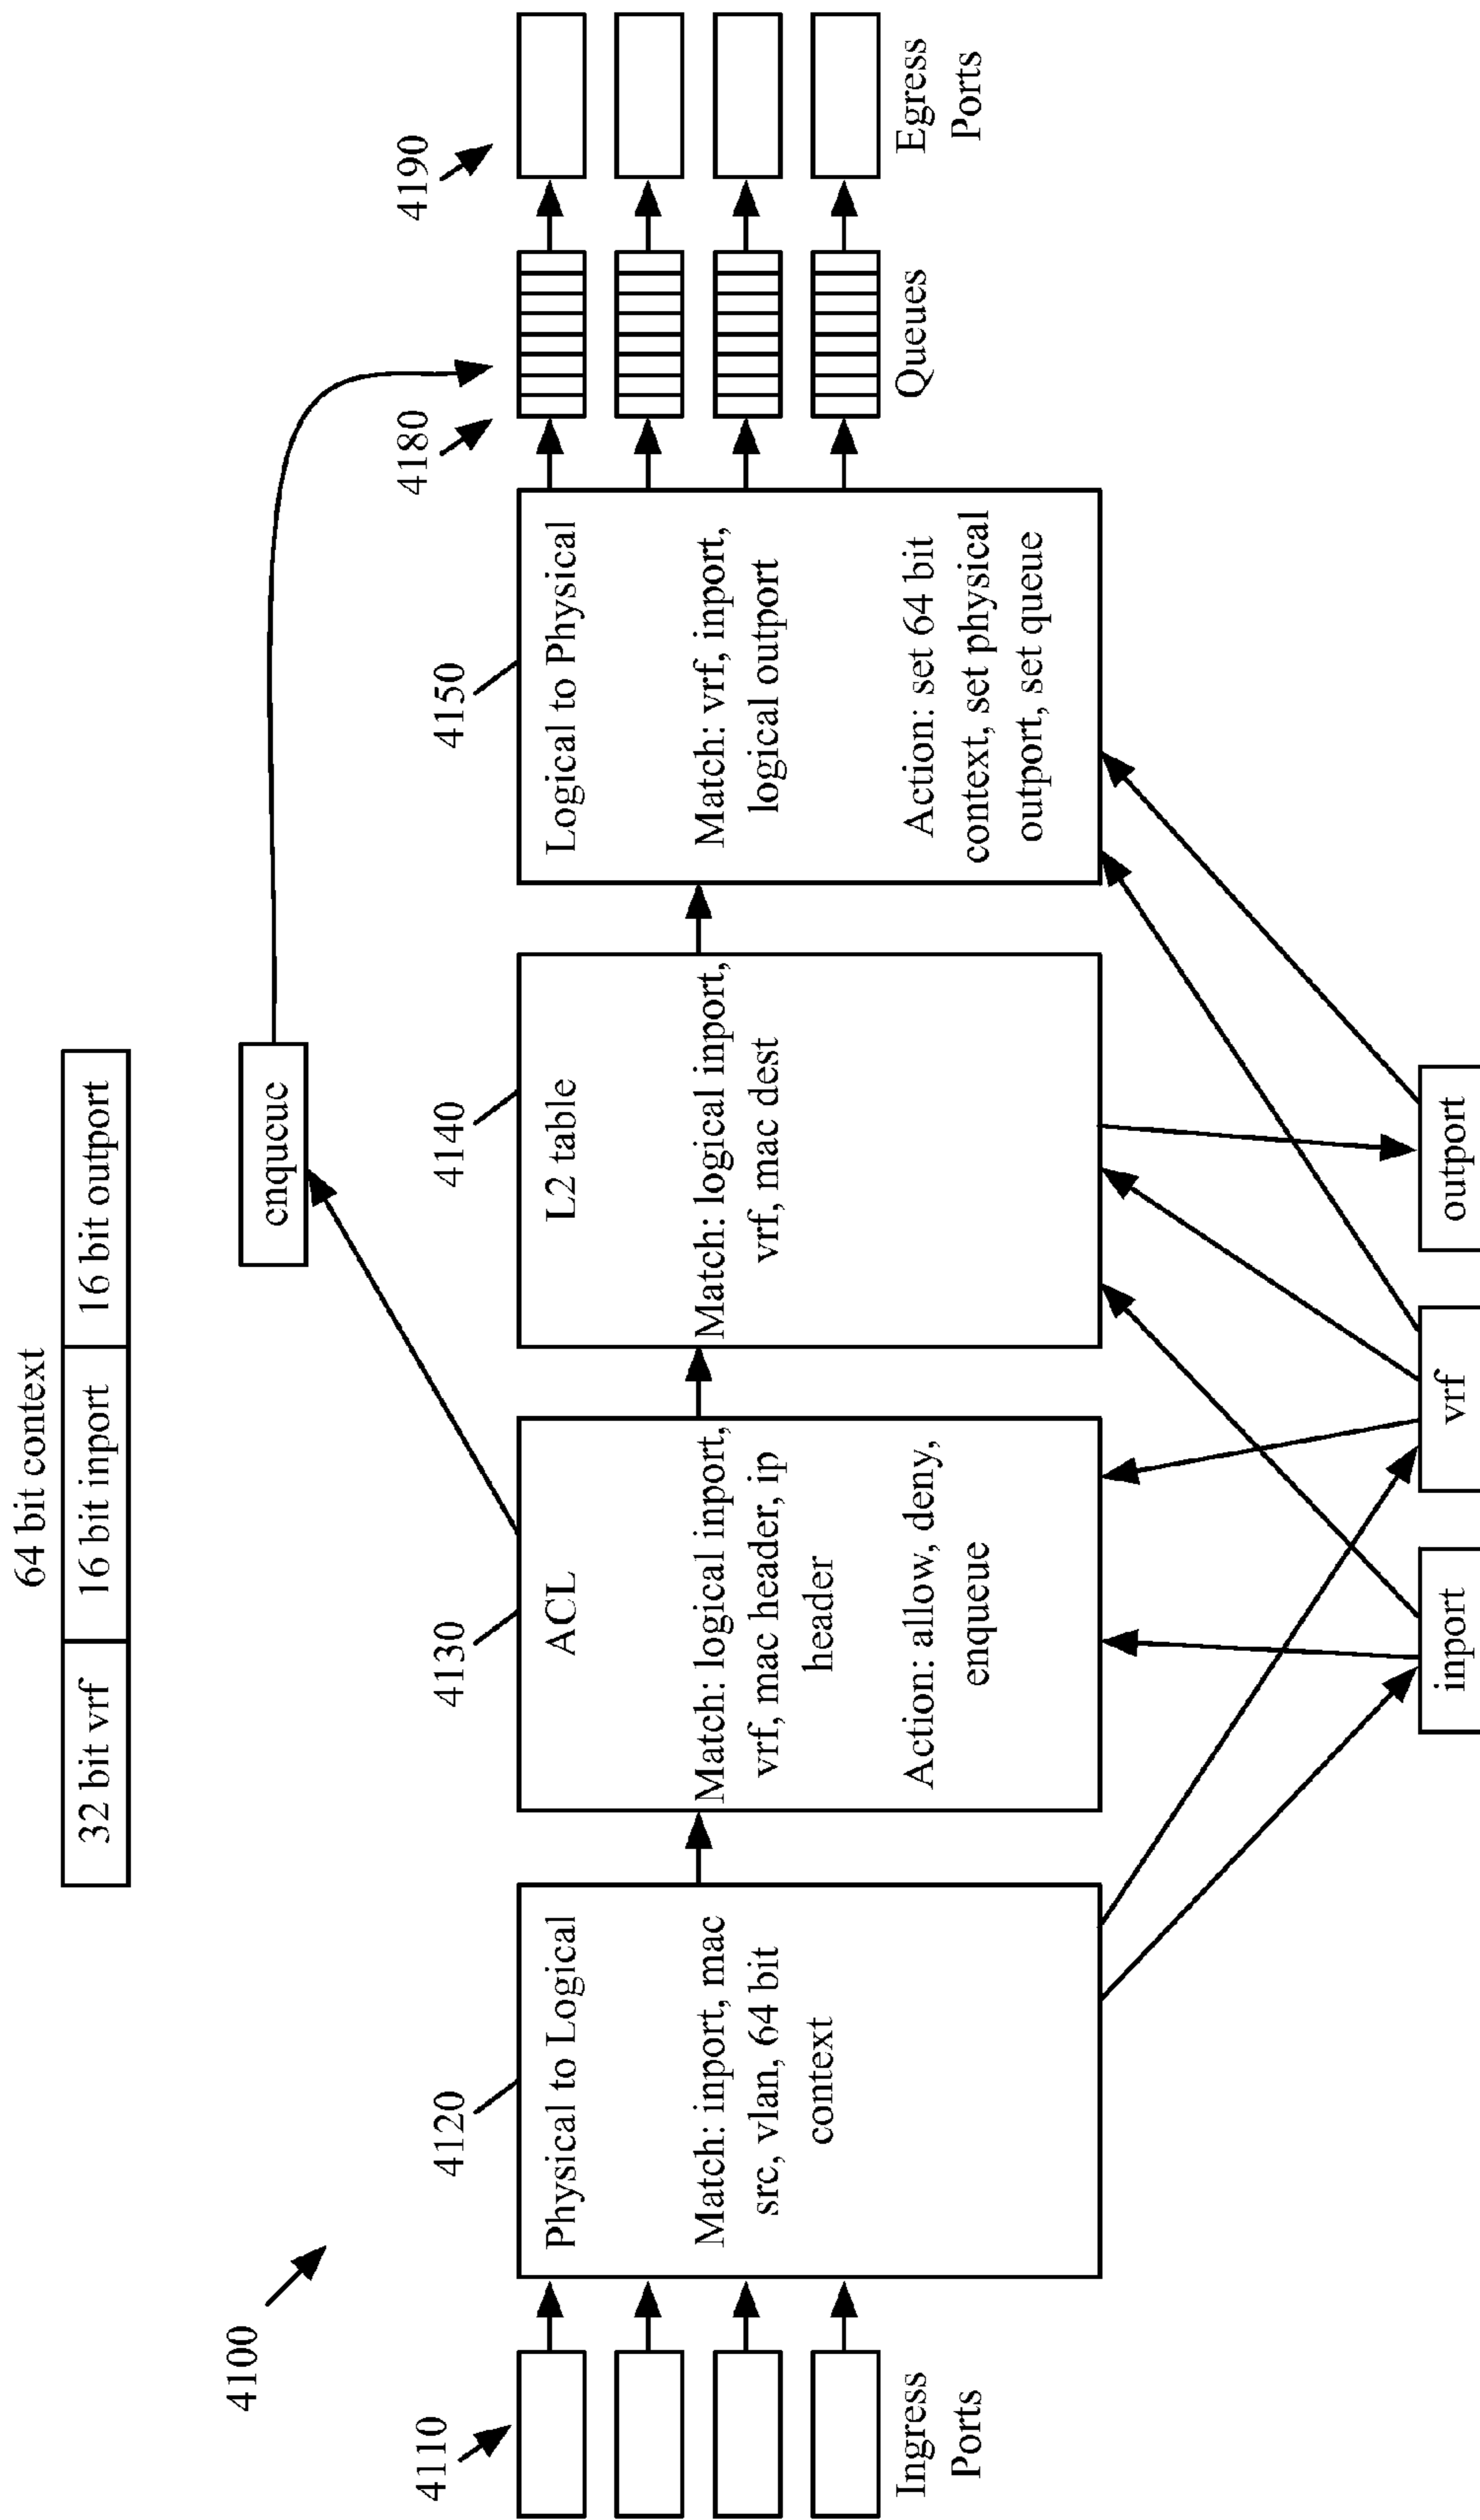 64 bit context
32 bit vrf
16 bit inport
16 bit outport
4100
enqueue
4110
4120
4130
4140
4150
4180
4190
Physical to Logical
Match: inport, mac
src, vlan, 64 bit
context
ACL
Match: logical inport,
vrf, mac header, ip
header
Action: allow, deny,
enqueue
L2 table
Match: logical inport,
vrf, mac dest
Logical to Physical
Match: vrf, inport,
logical outport
Action: set 64 bit
context, set physical
outport, set queue
Ingress
Ports
Queues
Egress
Ports
inport
vrf
outport